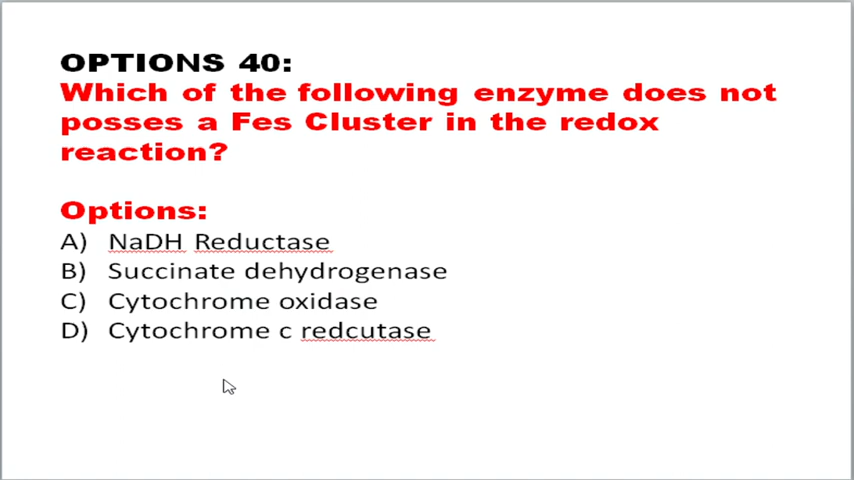 OPTIONS 40:
Which of the following enzyme does not
posses a Fes Cluster in the redox
reaction?
Options:
A) NaDH Reductase
B) Succinate dehydrogenase
C) Cytochrome oxidase
D) Cytochrome c redcutase